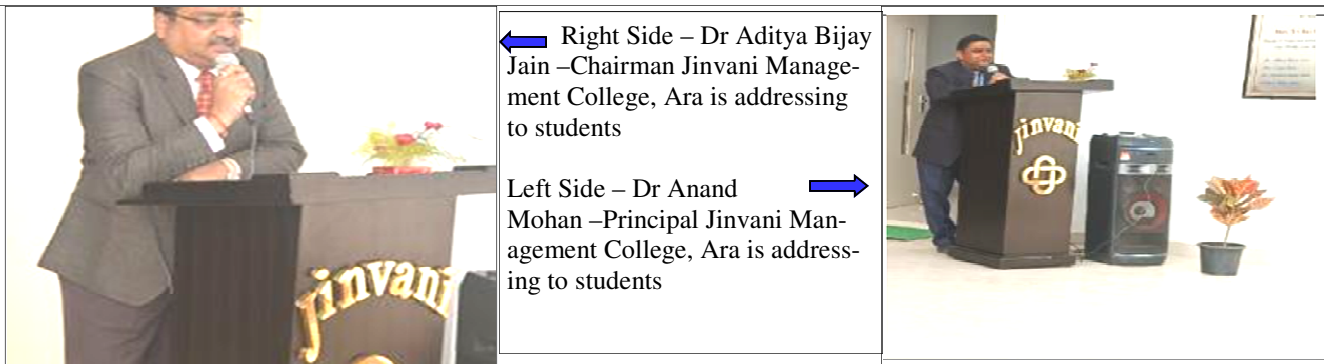 Right Side – Dr Aditya Bijay
Jain –Chairman Jinvani Manage-
ment College, Ara is addressing
to students
Left Side – Dr Anand
Mohan –Principal Jinvani Man-
agement College, Ara is address-
ing to students
jinvani
jinvani